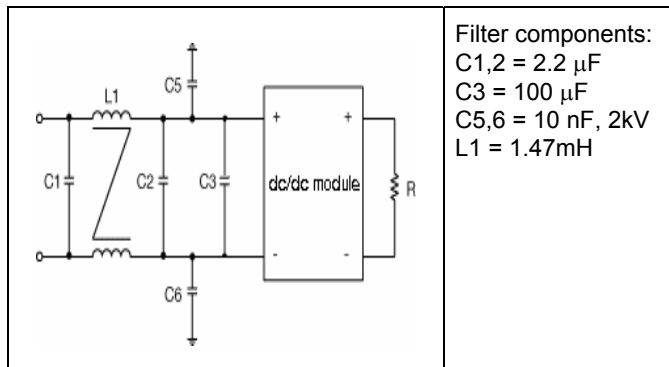 L1
C5
C1
C2
C3
+
+
dc/dc module
R
-
-
C6
Filter components:
C1,2 = 2.2 μF
C3 = 100 μF
C5,6 = 10 nF, 2kV
L1 = 1.47mH